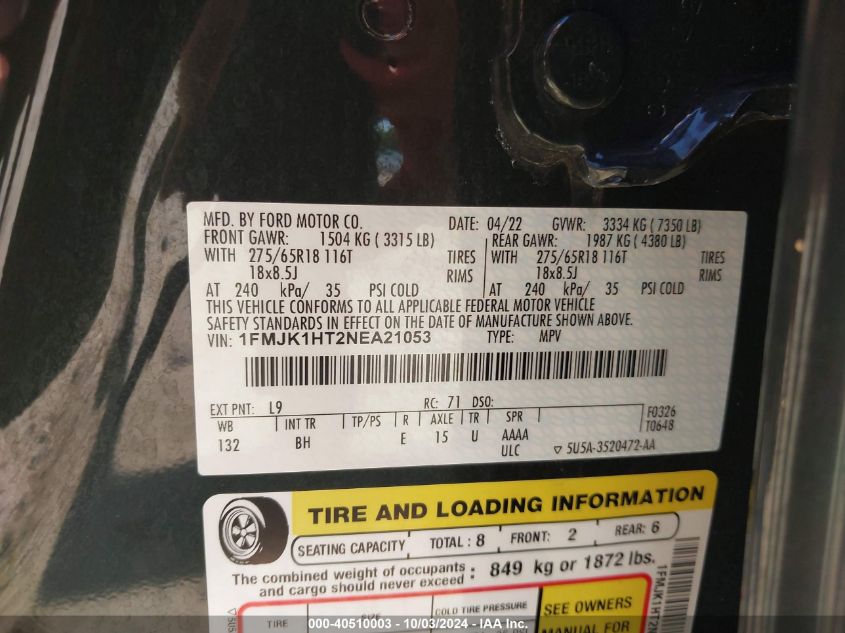 MFD. BY FORD MOTOR CO. DATE: 04/22 GVWR: 3334 KG ( 7350 LB)
FRONT GAWR: 1504 KG ( 3315 LB) REAR GAWR: 1987 KG ( 4380 LB)
WITH 275/65R18 116T TIRES WITH 275/65R18 116T TIRES
18x8.5J RIMS 18x8.5J RIMS
AT 240 kPa/ 35 PSI COLD AT 240 kPa/ 35 PSI COLD
THIS VEHICLE CONFORMS TO ALL APPLICABLE FEDERAL MOTOR VEHICLE
SAFETY STANDARDS IN EFFECT ON THE DATE OF MANUFACTURE SHOWN ABOVE.
VIN: 1FMJK1HT2NEA21053 TYPE: MPV
EXT PNT: L9 RC: 71 DSO: F0326
WB INT TR TP/PS R AXLE TR SPR T0648
132 BH E 15 U AAAA
ULC ▽ 5U5A-3520472-AA
TIRE AND LOADING INFORMATION
SEATING CAPACITY TOTAL : 8 FRONT: 2 REAR: 6
The combined weight of occupants : 849 kg or 1872 lbs.
and cargo should never exceed
1FMJK1HT2N
▽5U5
TIRE SIZE COLD TIRE PRESSURE SEE OWNERS
MANUAL FOR
000-40510003 - 10/03/2024 - IAA Inc.